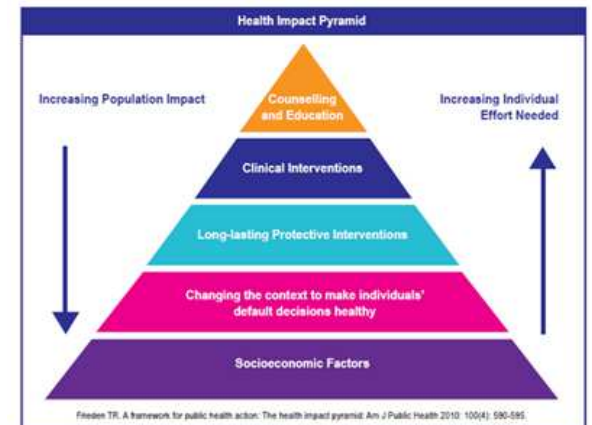 Health Impact Pyramid
Increasing Population Impact
Increasing Individual
Effort Needed
Counselling
and Education
Clinical Interventions
Long-lasting Protective Interventions
Changing the context to make individuals'
default decisions healthy
Socioeconomic Factors
Frieden TR. A framework for public health action: The health impact pyramid. Am J Public Health 2010: 100(4): 590-595.